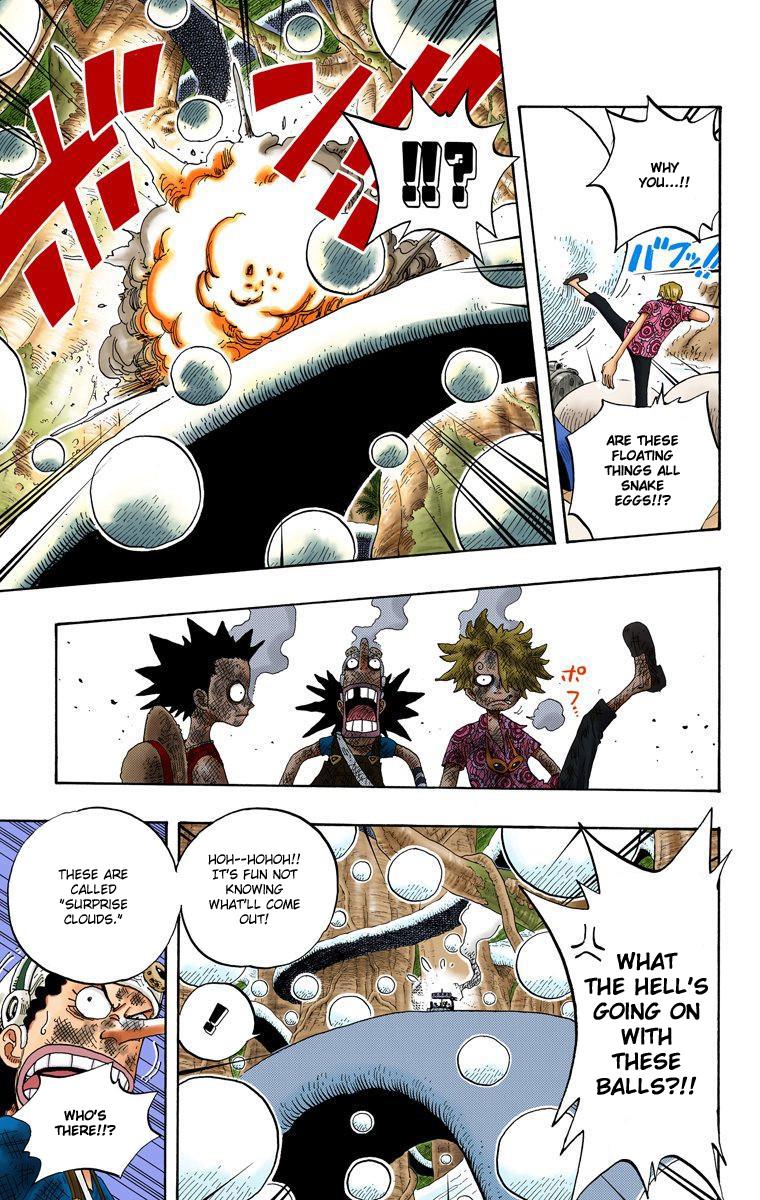 WHY
YOU...!!
バフッ!!
ARE THESE
FLOATING
THINGS ALL
SNAKE
EGGS!!?
!!?
ボンッ
ポフ
WHAT
THE HELL'S
GOING ON
WITH
THESE
BALLS?!!
HOH--HOHOH!!
IT'S FUN NOT
KNOWING
WHAT'LL COME
OUT!
!
THESE ARE
CALLED
"SURPRISE
CLOUDS."
WHO'S
THERE!!?